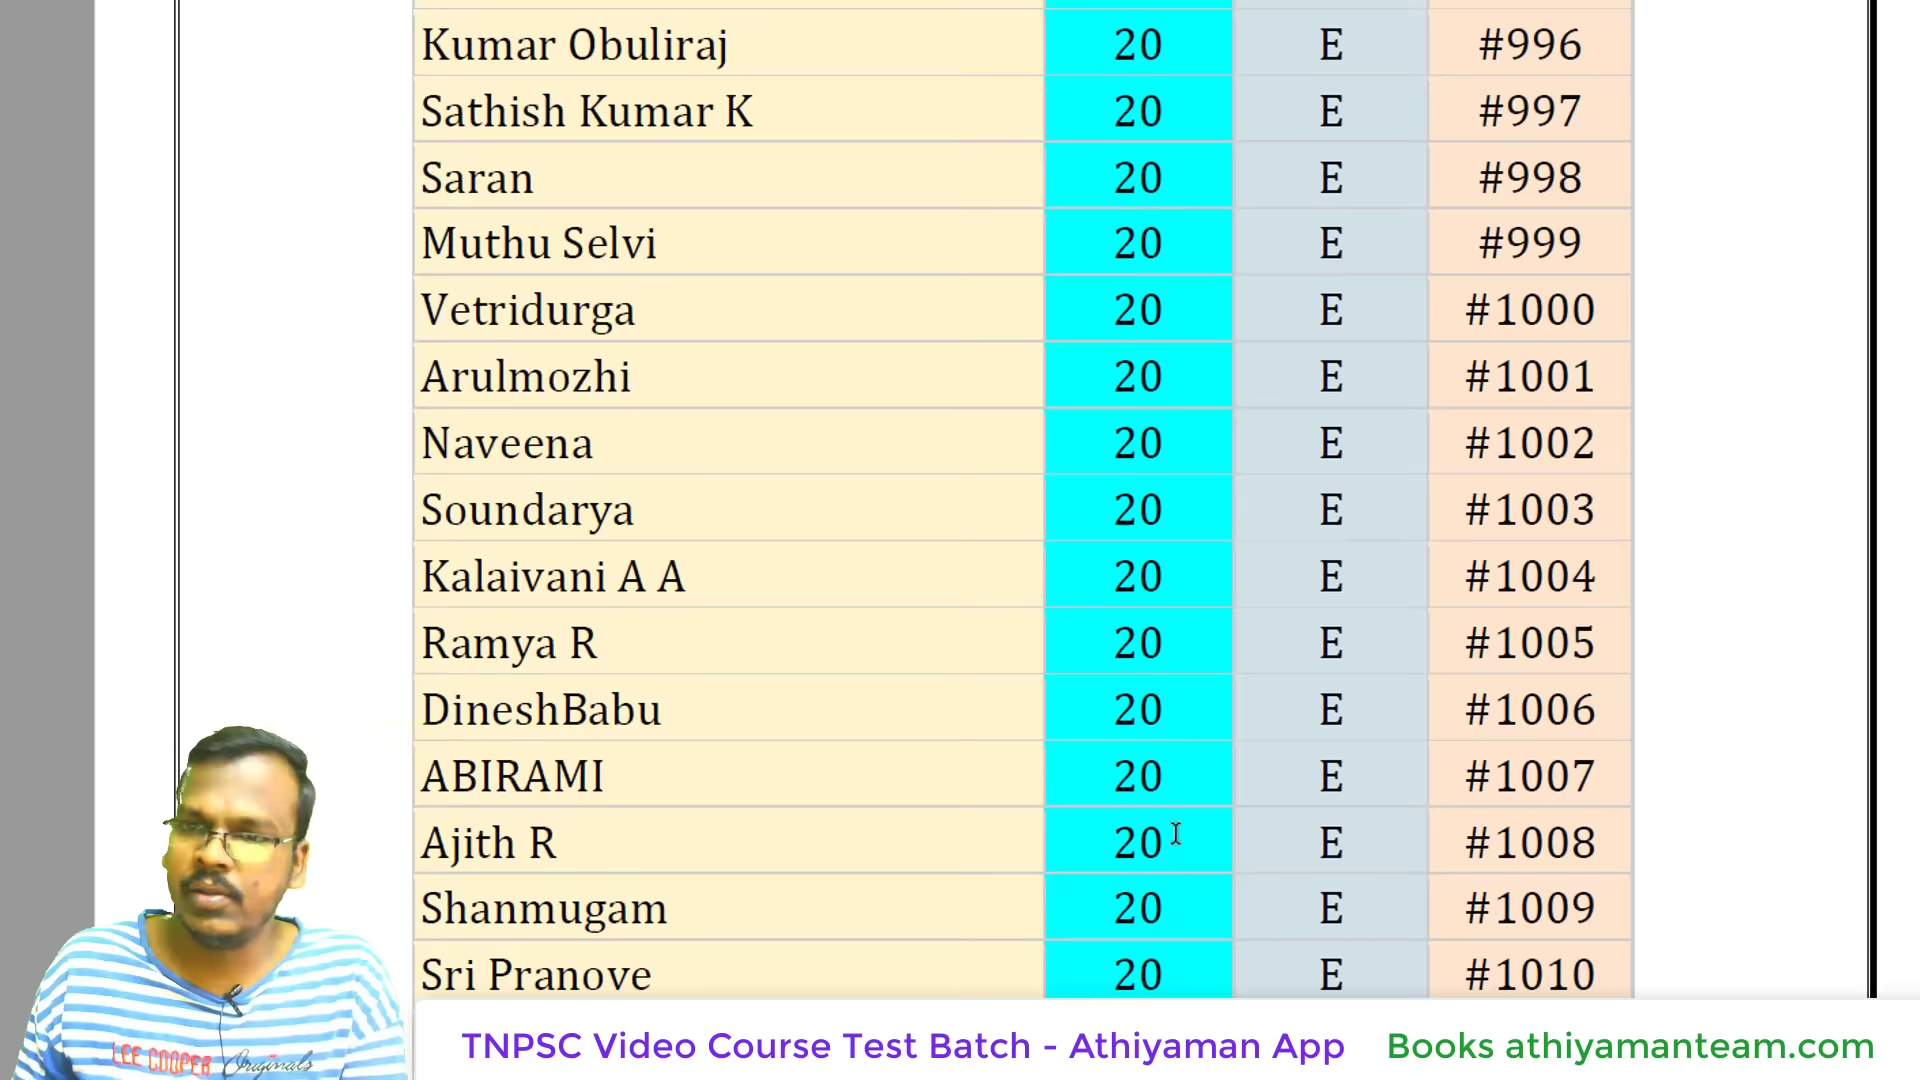 Kumar Obuliraj 20 E #996
Sathish Kumar K 20 E #997
Saran 20 E #998
Muthu Selvi 20 E #999
Vetridurga 20 E #1000
Arulmozhi 20 E #1001
Naveena 20 E #1002
Soundarya 20 E #1003
Kalaivani A A 20 E #1004
Ramya R 20 E #1005
DineshBabu 20 E #1006
ABIRAMI 20 E #1007
Ajith R 20 E #1008
Shanmugam 20 E #1009
Sri Pranove 20 E #1010
LEE COOPER Originals
TNPSC Video Course Test Batch - Athiyaman App Books athiyamanteam.com